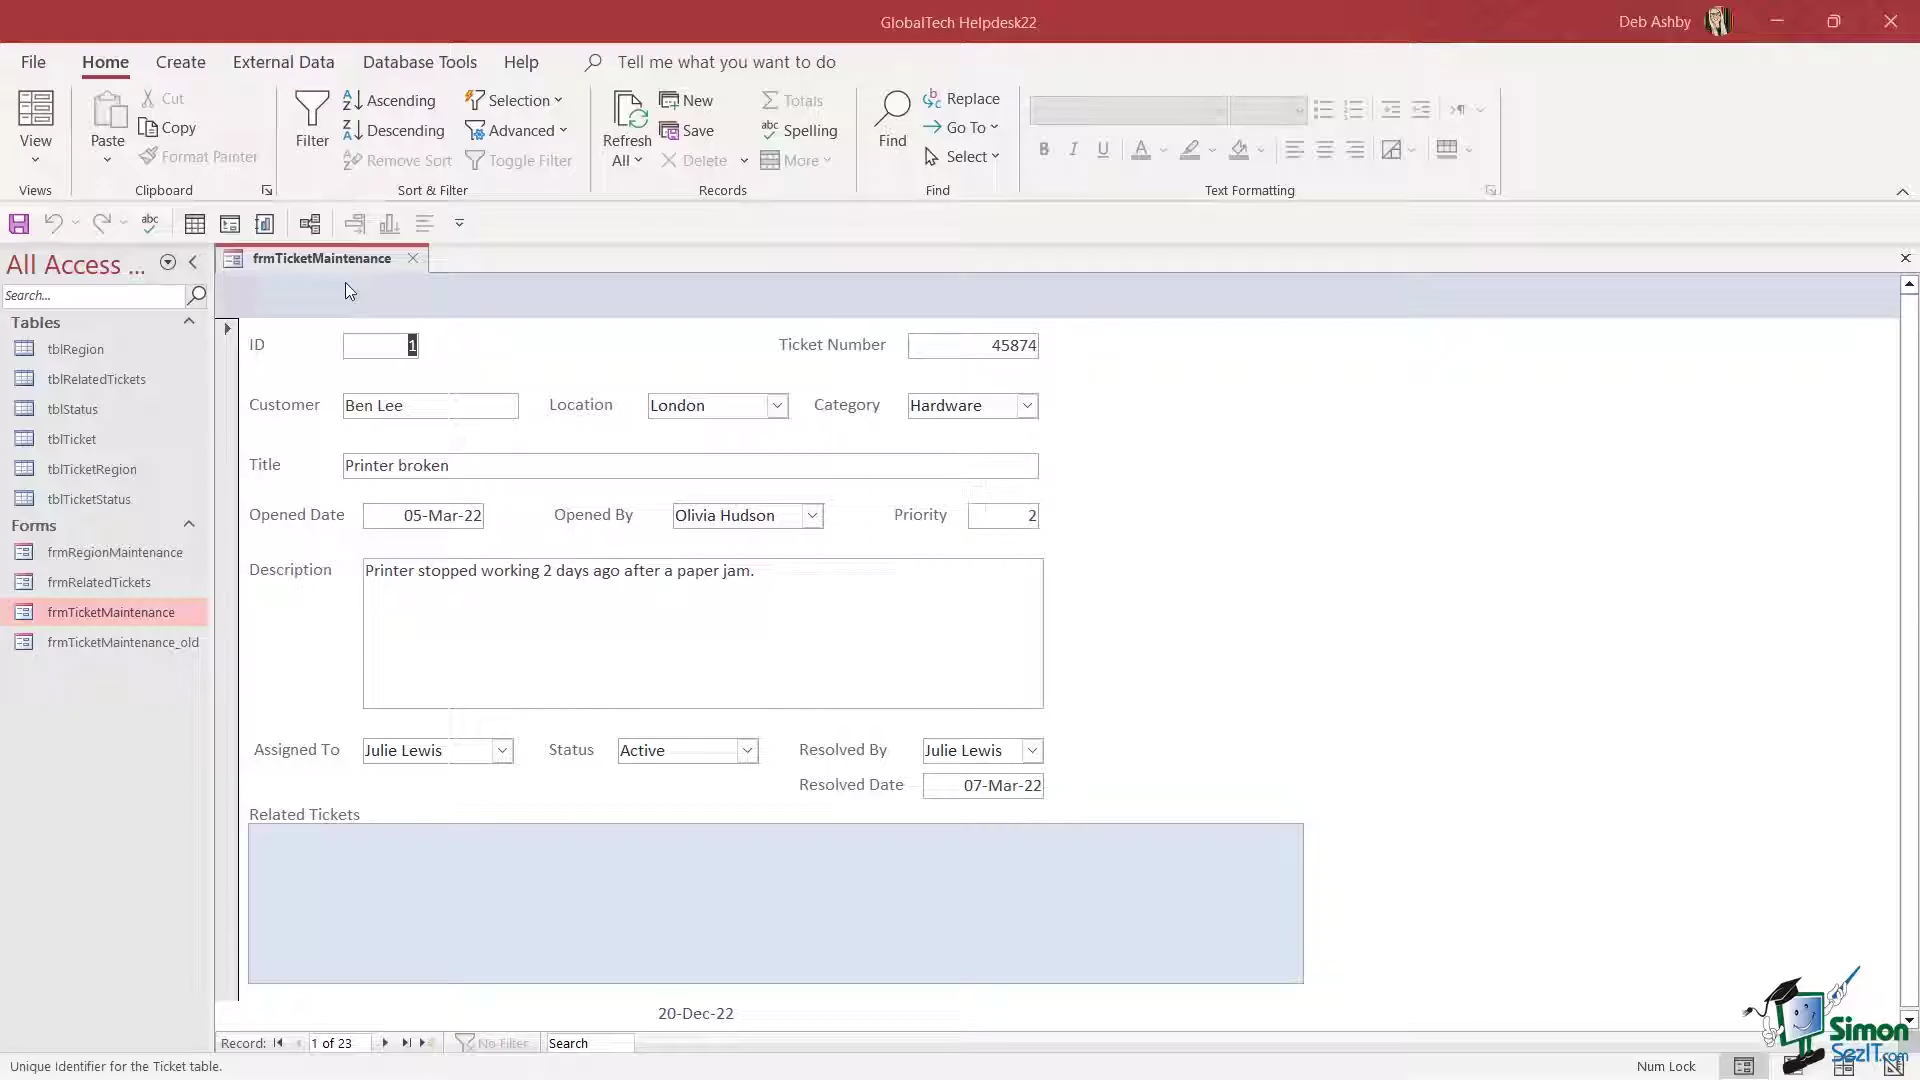 GlobalTech Helpdesk22
Deb Ashby
File Home Create External Data Database Tools Help Tell me what you want to do
View
Views
Paste
Cut
Copy
Format Painter
Clipboard
Filter
Ascending
Descending
Remove Sort
Selection
Advanced
Toggle Filter
Sort & Filter
Refresh
All
New
Save
Delete
Totals
Spelling
More
Records
Find
Replace
Go To
Select
Find
B I U A
Text Formatting
abc
All Access ...
Search...
Tables
tblRegion
tblRelatedTickets
tblStatus
tblTicket
tblTicketRegion
tblTicketStatus
Forms
frmRegionMaintenance
frmRelatedTickets
frmTicketMaintenance
frmTicketMaintenance_old
frmTicketMaintenance
ID 1 Ticket Number 45874
Customer Ben Lee Location London Category Hardware
Title Printer broken
Opened Date 05-Mar-22 Opened By Olivia Hudson Priority 2
Description Printer stopped working 2 days ago after a paper jam.
Assigned To Julie Lewis Status Active Resolved By Julie Lewis
Resolved Date 07-Mar-22
Related Tickets
20-Dec-22
Record: 1 of 23 No Filter Search
Unique Identifier for the Ticket table.
Num Lock
Simon
SezIT.com